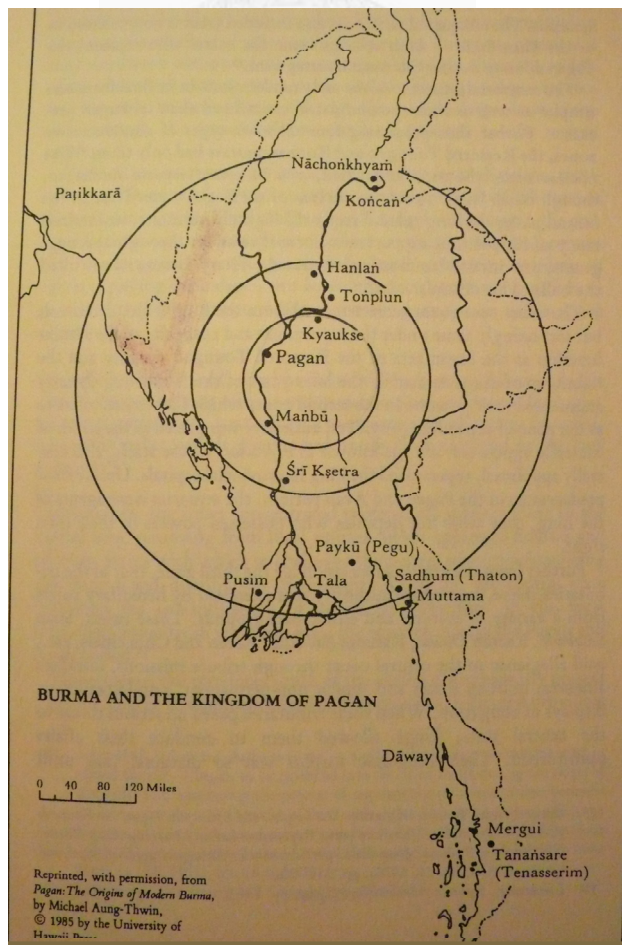 Nāchoṅkhyaṁ
Paṭikkarā
Koṅcaṅ
Hanlaṅ
Toṅplun
Kyaukse
Pagan
Maṅbū
Śrī Kṣetra
Paykū (Pegu)
Pusim
Tala
Sadhum (Thaton)
Muttama
BURMA AND THE KINGDOM OF PAGAN
Dāway
0 40 80 120 Miles
Mergui
Tanaṅsare
(Tenasserim)
Reprinted, with permission, from
Pagan: The Origins of Modern Burma,
by Michael Aung-Thwin,
© 1985 by the University of
Hawaii